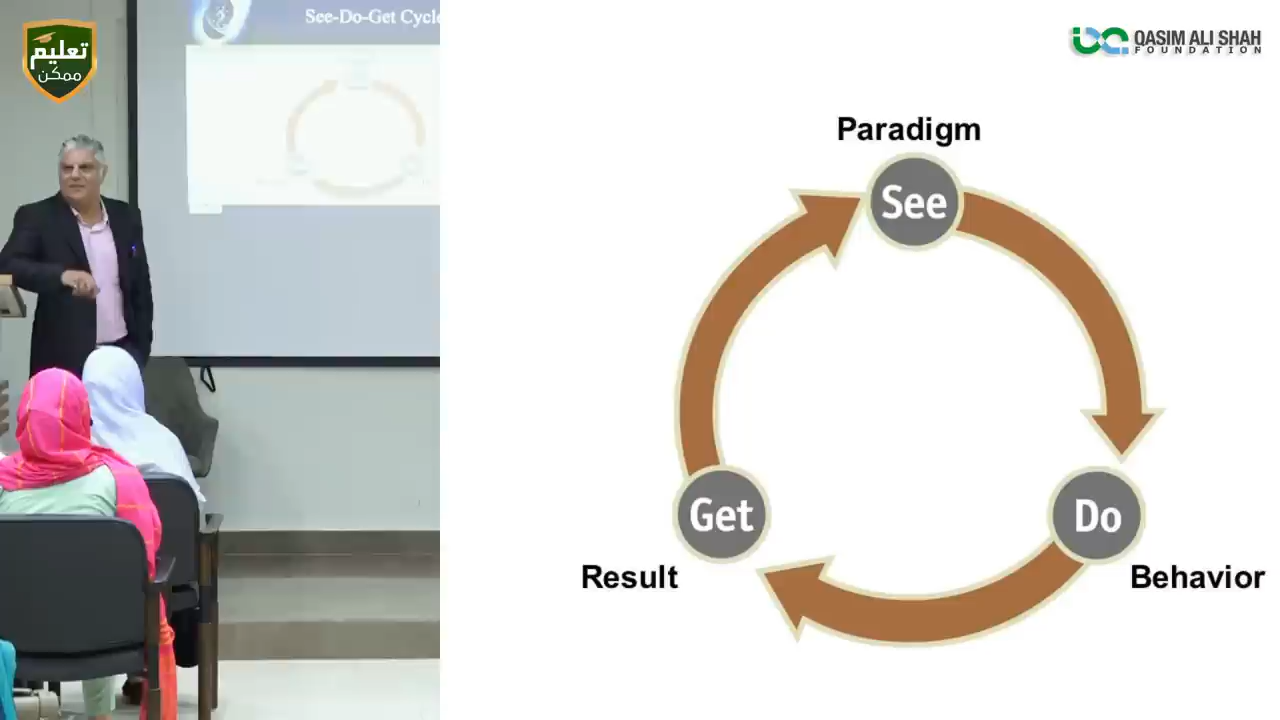 تعلیم
ممکن
See-Do-Get Cycle
QASIM ALI SHAH
FOUNDATION
Paradigm
See
Get
Do
Result
Behavior